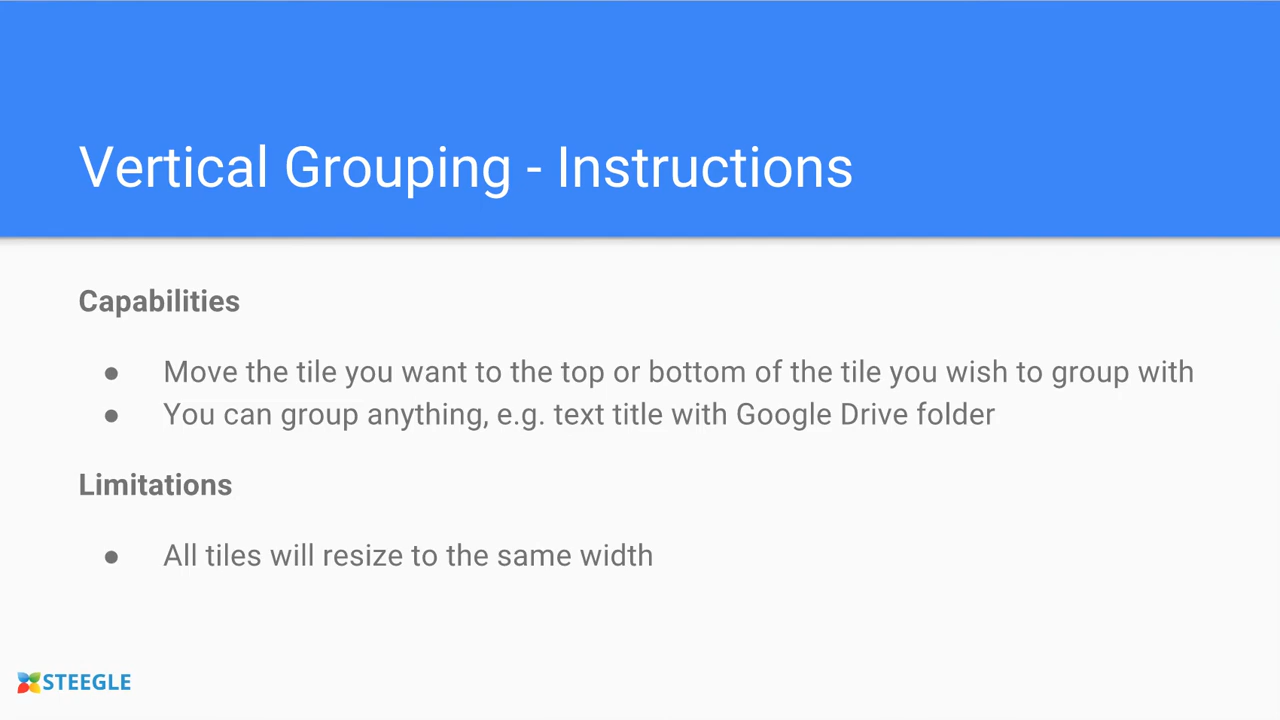 Vertical Grouping - Instructions
Capabilities
● Move the tile you want to the top or bottom of the tile you wish to group with
● You can group anything, e.g. text title with Google Drive folder
Limitations
● All tiles will resize to the same width
STEEGLE